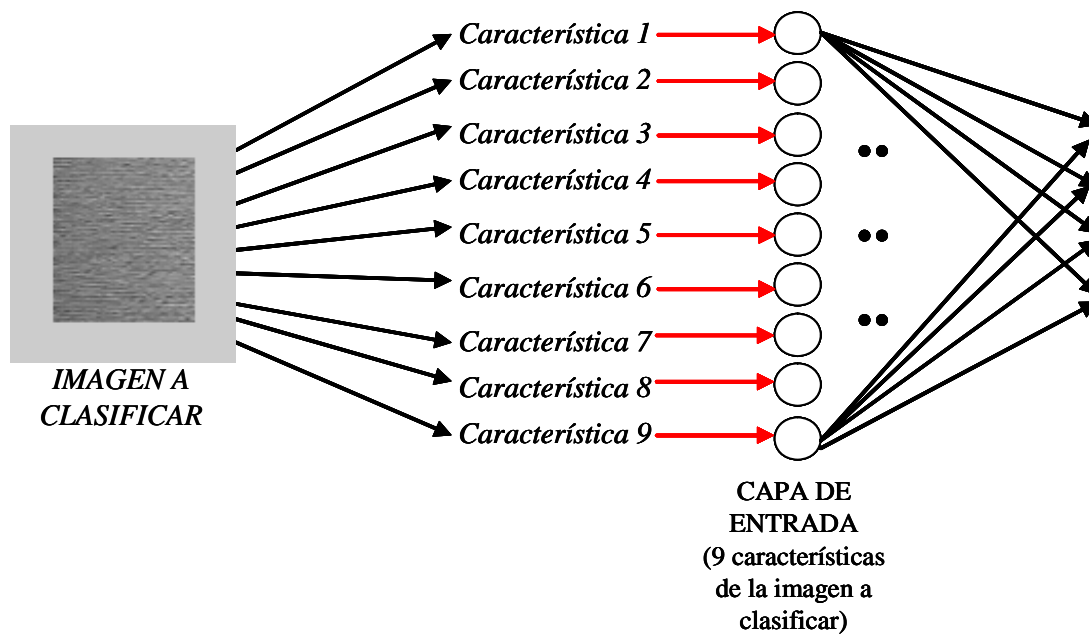 Característica 1
Característica 2
Característica 3
Característica 4
Característica 5
Característica 6
Característica 7
Característica 8
Característica 9
IMAGEN A
CLASIFICAR
CAPA DE
ENTRADA
(9 características
de la imagen a
clasificar)